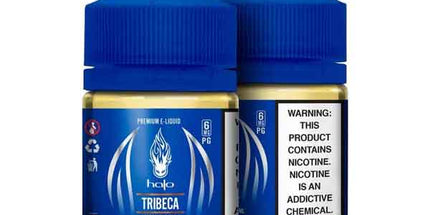 PREMIUM E-LIQUID
6
MG
PG
halo
TRIBECA
6
MG
PG
WARNING:
THIS
PRODUCT
CONTAINS
NICOTINE.
NICOTINE
IS AN
ADDICTIVE
CHEMICAL.